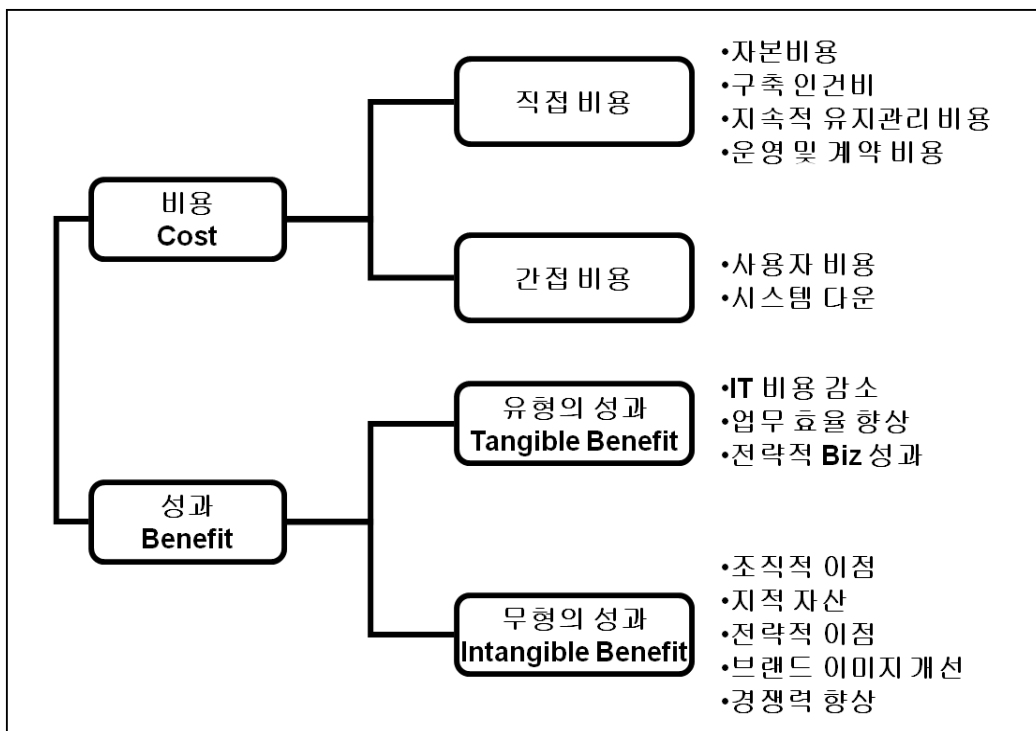 비용
Cost
직접 비용
•자본비용
•구축 인건비
•지속적 유지관리 비용
•운영 및 계약 비용
간접 비용
•사용자 비용
•시스템 다운
성과
Benefit
유형의 성과
Tangible Benefit
•IT 비용 감소
•업무 효율 향상
•전략적 Biz 성과
무형의 성과
Intangible Benefit
•조직적 이점
•지적 자산
•전략적 이점
•브랜드 이미지 개선
•경쟁력 향상